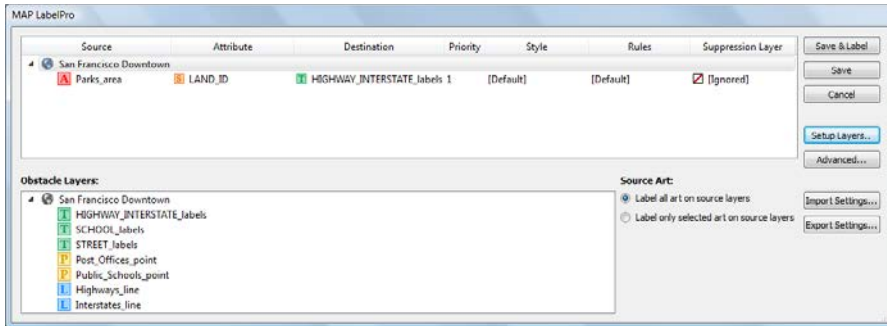 MAP LabelPro
Source Attribute Destination Priority Style Rules Suppression Layer
San Francisco Downtown
A Parks_area S LAND_ID T HIGHWAY_INTERSTATE_labels 1 [Default] [Default] [Ignored]
Save & Label
Save
Cancel
Setup Layers..
Advanced...
Import Settings...
Export Settings...
Obstacle Layers:
San Francisco Downtown
T HIGHWAY_INTERSTATE_labels
T SCHOOL_labels
T STREET_labels
P Post_Offices_point
P Public_Schools_point
L Highways_line
L Interstates_line
Source Art:
Label all art on source layers
Label only selected art on source layers